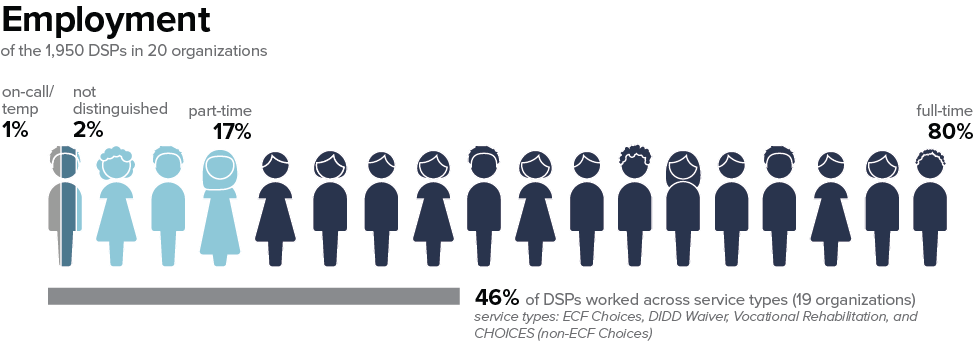 Employment
of the 1,950 DSPs in 20 organizations
on-call/
temp
1%
not
distinguished
2%
part-time
17%
full-time
80%
46% of DSPs worked across service types (19 organizations)
service types: ECF Choices, DIDD Waiver, Vocational Rehabilitation, and
CHOICES (non-ECF Choices)